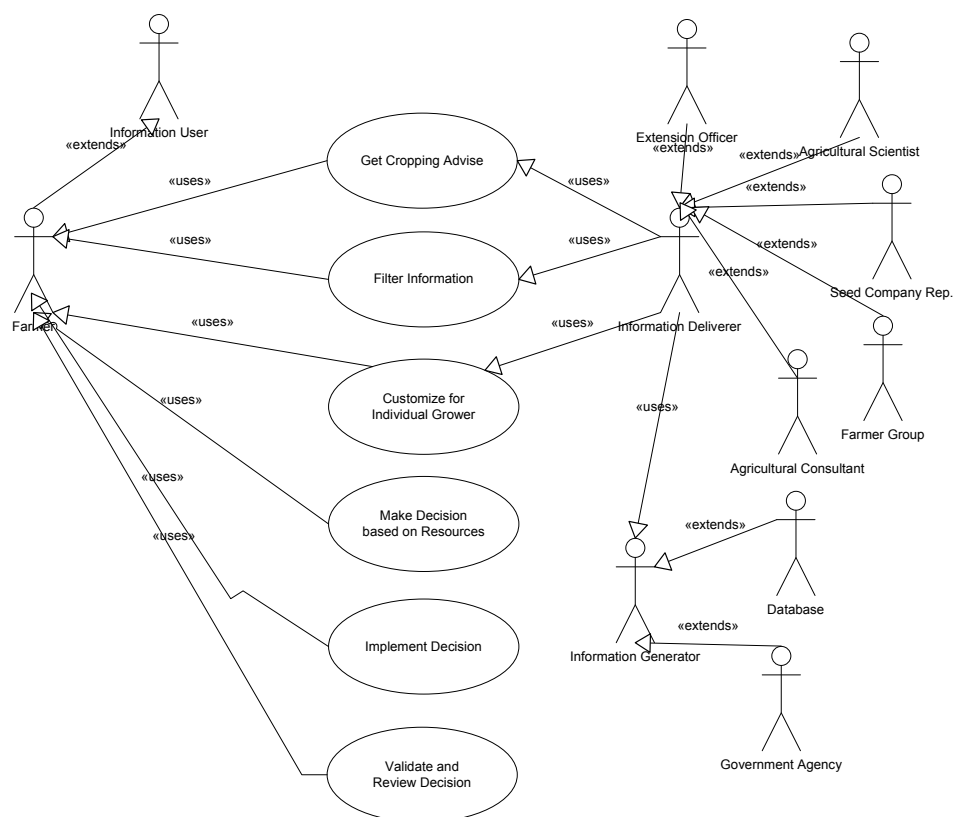 Information User
«extends»
Extension Officer
«extends»
Agricultural Scientist
«extends»
Get Cropping Advise
«uses»
«uses»
«extends»
Seed Company Rep.
«uses»
Filter Information
«uses»
«extends»
«extends»
Farmer
Information Deliverer
«uses»
«uses»
Customize for
Individual Grower
«uses»
«uses»
Farmer Group
Agricultural Consultant
«uses»
Make Decision
based on Resources
«extends»
«uses»
Database
Implement Decision
Information Generator
«extends»
Government Agency
Validate and
Review Decision